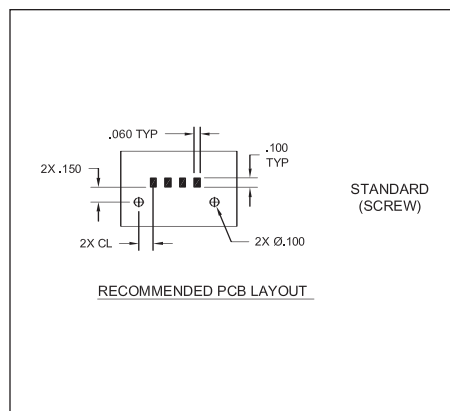 .060 TYP
.100
TYP
2X .150
STANDARD
(SCREW)
2X CL
2X Ø.100
RECOMMENDED PCB LAYOUT